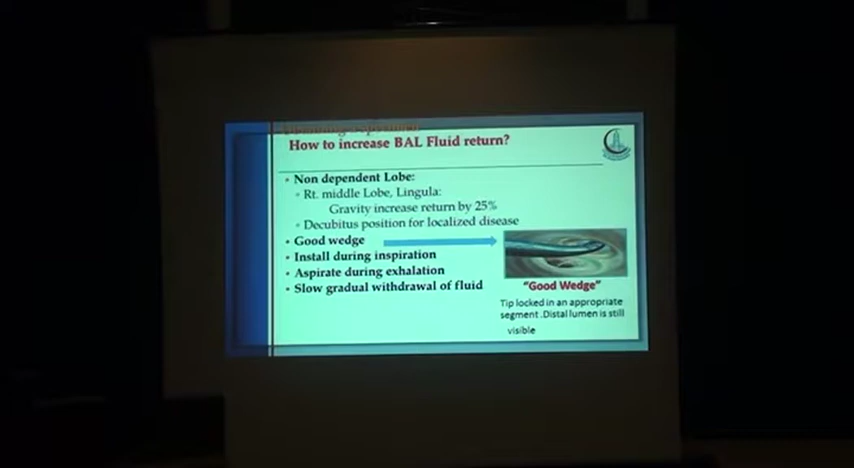 How to increase BAL Fluid return?
• Non dependent Lobe:
• Rt. middle Lobe, Lingula:
Gravity increase return by 25%
• Decubitus position for localized disease
• Good wedge
• Install during inspiration
• Aspirate during exhalation
• Slow gradual withdrawal of fluid
"Good Wedge"
Tip locked in an appropriate
segment .Distal lumen is still
visible